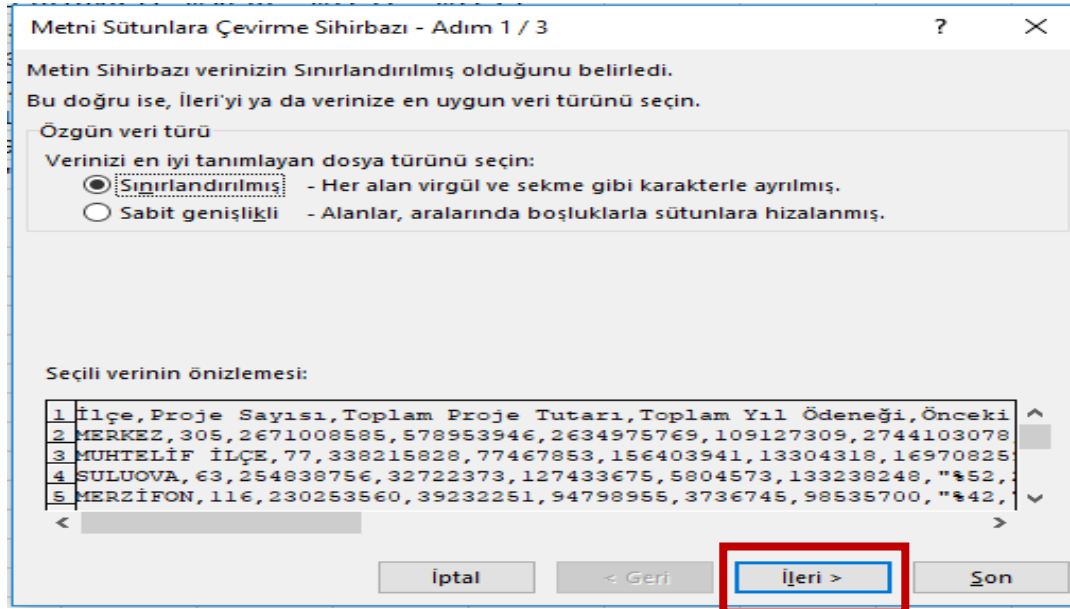 Metni Sütunlara Çevirme Sihirbazı - Adım 1 / 3 ? ×
Metin Sihirbazı verinizin Sınırlandırılmış olduğunu belirledi.
Bu doğru ise, İleri'yi ya da verinize en uygun veri türünü seçin.
Özgün veri türü
Verinizi en iyi tanımlayan dosya türünü seçin:
Sınırlandırılmış - Her alan virgül ve sekme gibi karakterle ayrılmış.
Sabit genişlikli - Alanlar, aralarında boşluklarla sütunlara hizalanmış.
Seçili verinin önizlemesi:
1 İlçe,Proje Sayısı,Toplam Proje Tutarı,Toplam Yıl Ödeneği,Önceki
2 MERKEZ,305,2671008585,578953946,2634975769,109127309,2744103078,
3 MUHTELİF İLÇE,77,338215828,77467853,156403941,13304318,16970825
4 SULUOVA,63,254838756,32722373,127433675,5804573,133238248,"%52,
5 MERZİFON,116,230253560,39232251,94798955,3736745,98535700,"%42,
İptal < Geri İleri > Son